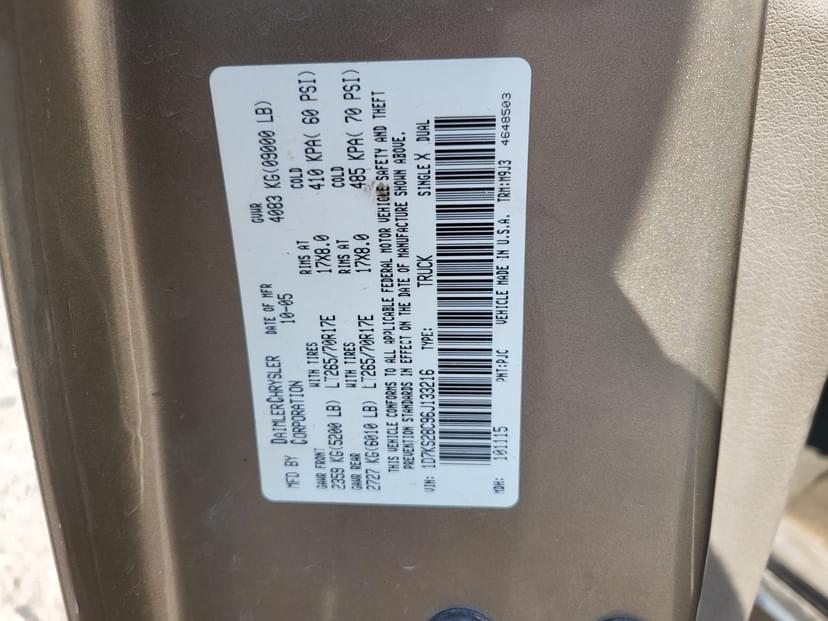 MFD BY DAIMLERCHRYSLER CORPORATION
DATE OF MFR
10-05
GVWR
4083 KG(09000 LB)
GAWR FRONT WITH TIRES RIMS AT COLD
2359 KG(5200 LB) LT265/70R17E 17X8.0 410 KPA( 60 PSI)
GAWR REAR WITH TIRES RIMS AT COLD
2727 KG(6010 LB) LT265/70R17E 17X8.0 485 KPA( 70 PSI)
THIS VEHICLE CONFORMS TO ALL APPLICABLE FEDERAL MOTOR VEHICLE SAFETY AND THEFT
PREVENTION STANDARDS IN EFFECT ON THE DATE OF MANUFACTURE SHOWN ABOVE.
VIN: 1D7KS28C96J133216 TYPE: TRUCK SINGLE X DUAL
MDH: 101115 PNT:PJC VEHICLE MADE IN U.S.A. TRM:M9J3
4648503